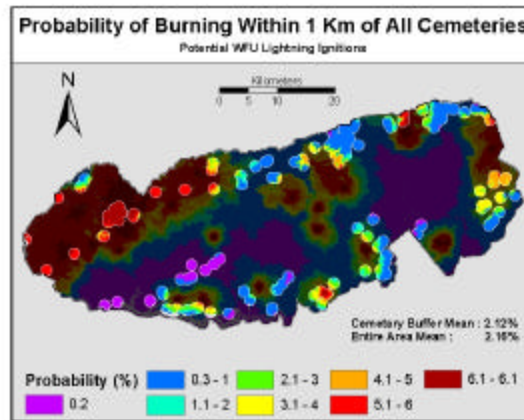 Probability of Burning Within 1 Km of All Cemeteries
Potential WFU Lightning Ignitions
N
Kilometers
0 5 10 20
Cemetary Buffer Mean : 2.12%
Entire Area Mean : 3.16%
Probability (%)
0.3 - 1
2.1 - 3
4.1 - 5
6.1 - 6.1
0.2
1.1 - 2
3.1 - 4
5.1 - 6